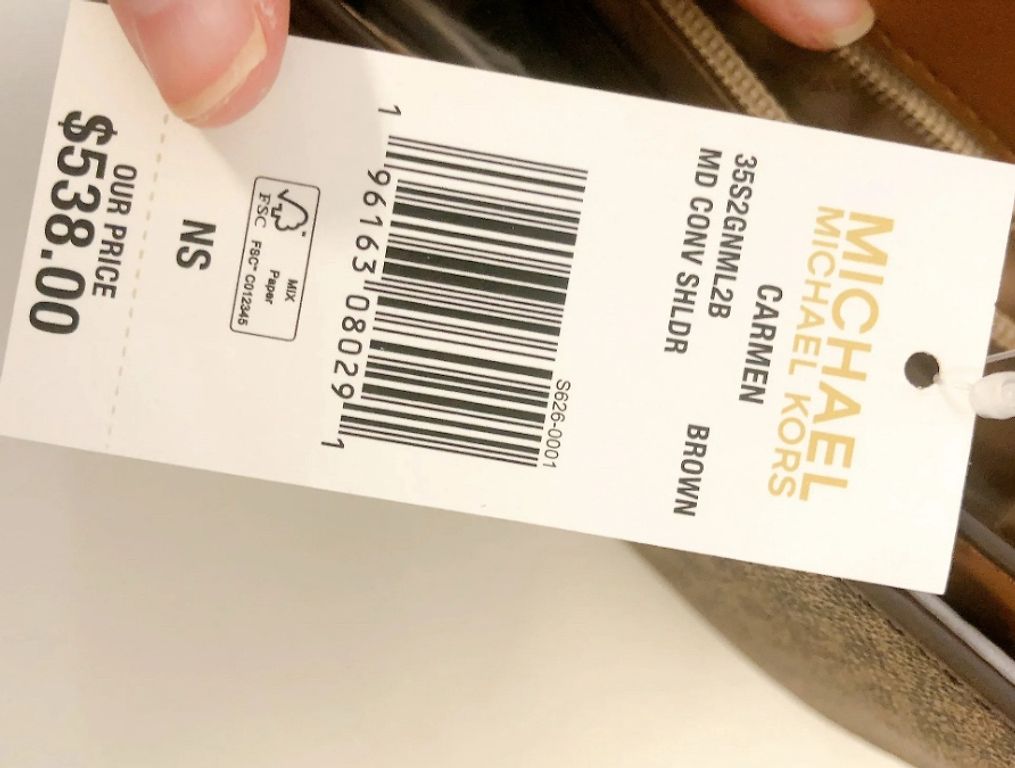 MICHAEL
MICHAEL KORS
CARMEN
35S2GNML2B
MD CONV SHLDR BROWN
S626-0001
1 96163 08029 1
FSC
MIX
Paper
FSC™ C012345
NS
OUR PRICE
$538.00